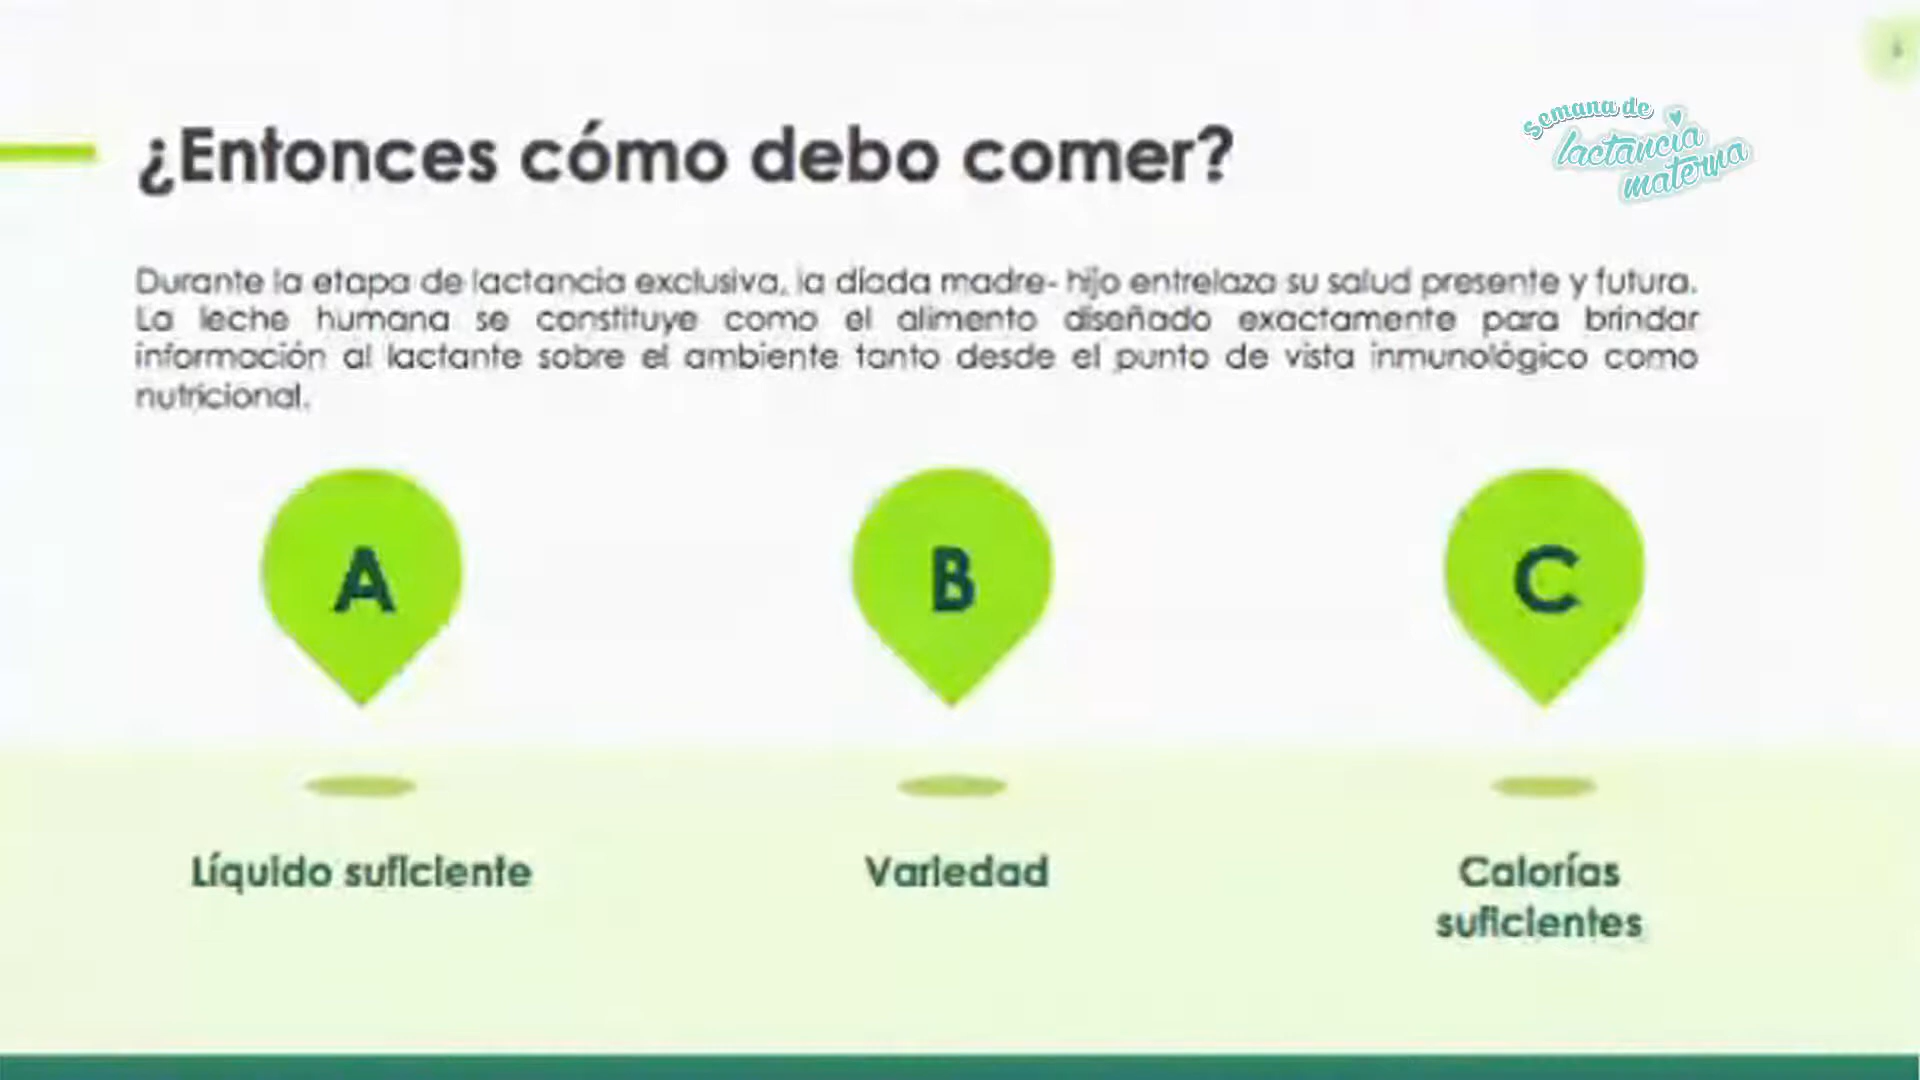 semana de
lactancia
materna
¿Entonces cómo debo comer?
Durante la etapa de lactancia exclusiva, la díada madre- hijo entrelaza su salud presente y futura.
La leche humana se constituye como el alimento diseñado exactamente para brindar
información al lactante sobre el ambiente tanto desde el punto de vista inmunológico como
nutricional.
A
B
C
Líquido suficiente
Variedad
Calorías
suficientes